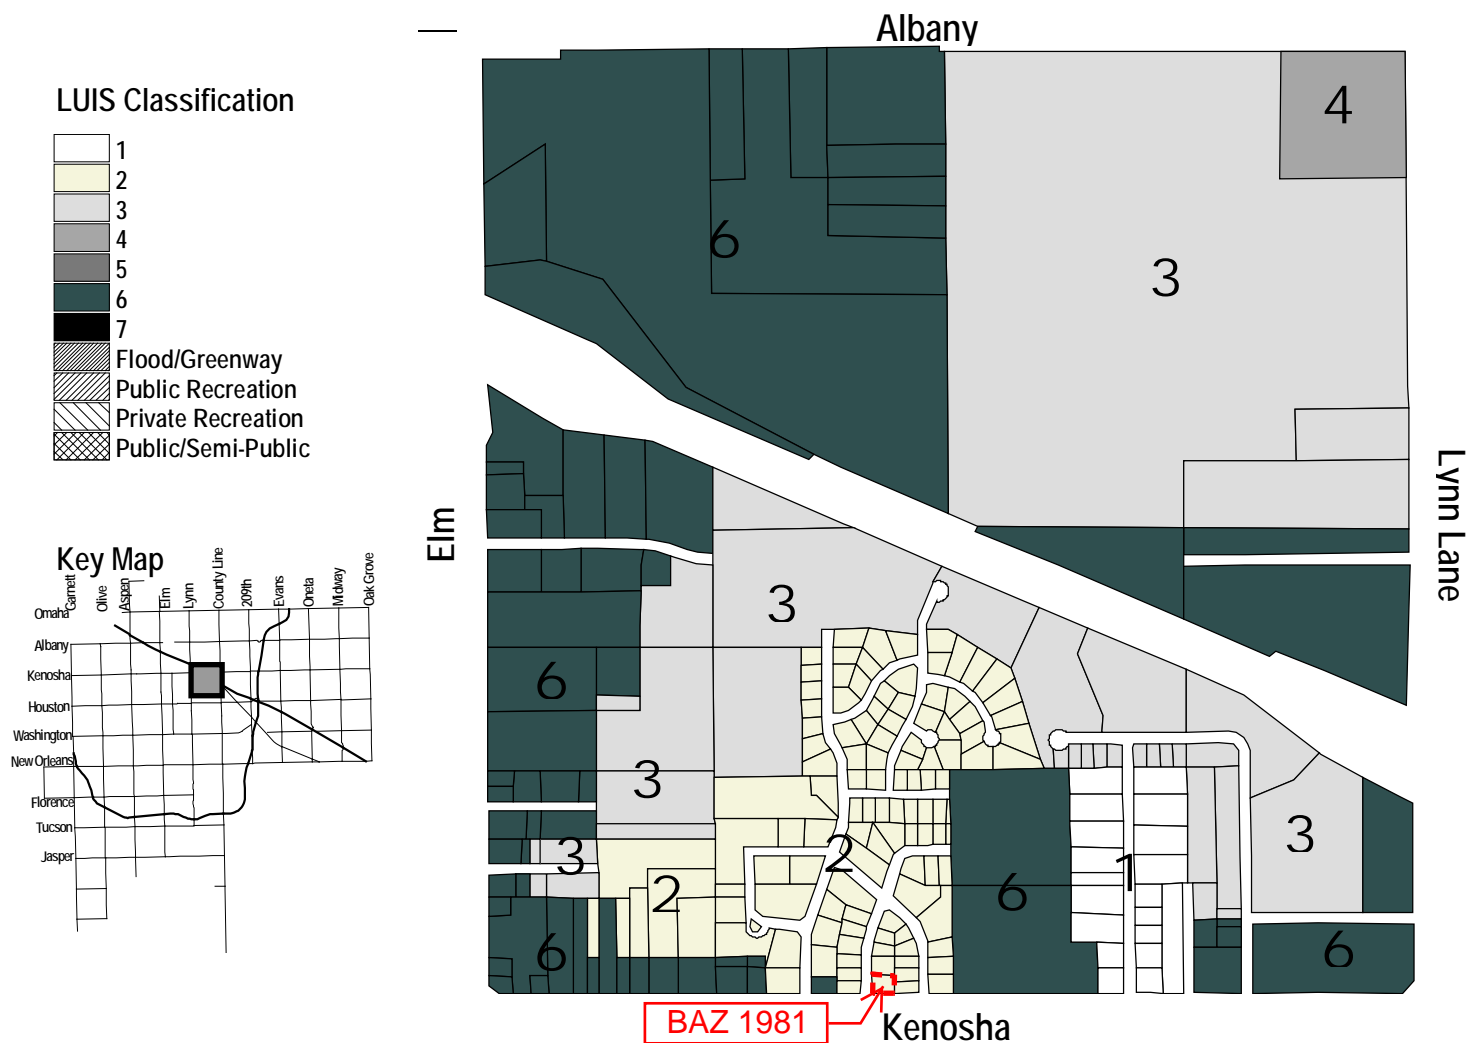 Albany
LUIS Classification
1
2
3
4
5
6
7
Flood/Greenway
Public Recreation
Private Recreation
Public/Semi-Public
4
6
3
Elm
Lynn Lane
3
6
3
3
2
2
1
3
6
6
6
BAZ 1981
Kenosha
Key Map
Garnett
Olive
Aspen
Elm
Lynn
County Line
209th
Evans
Oneta
Midway
Oak Grove
Omaha
Albany
Kenosha
Houston
Washington
New Orleans
Florence
Tucson
Jasper